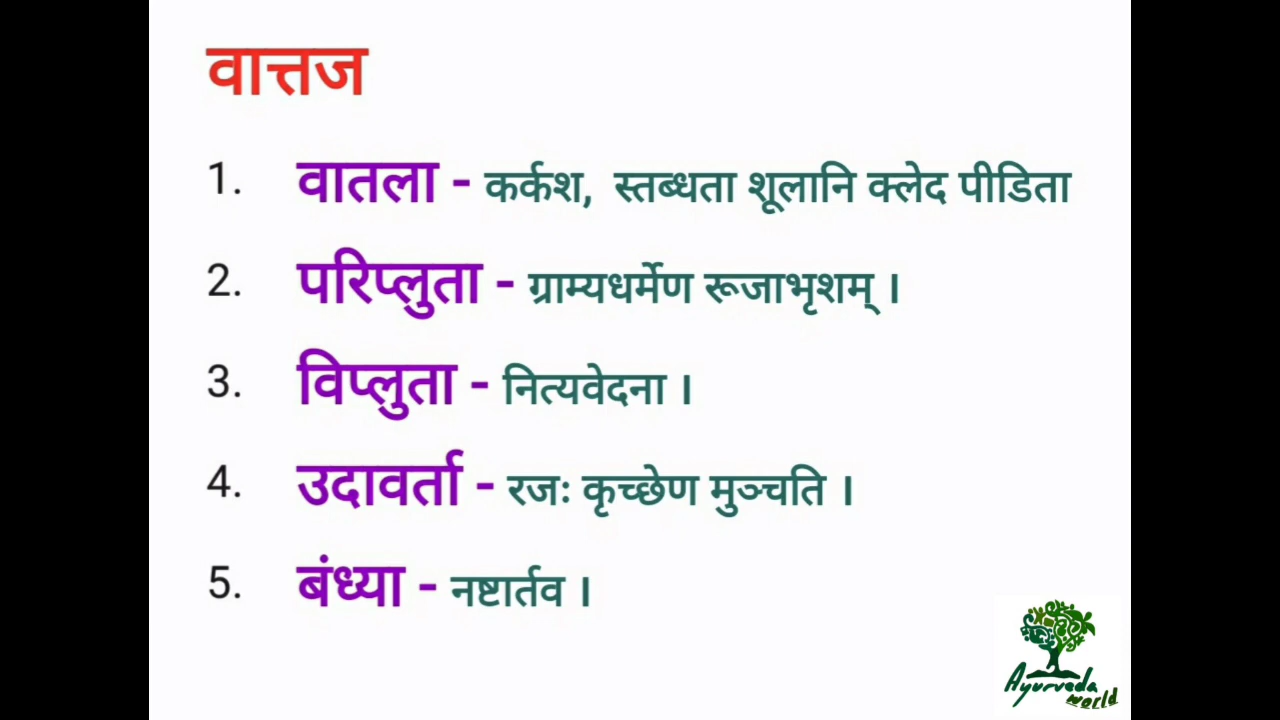 वात्तज
1. वातला - कर्कश, स्तब्धता शूलानि क्लेद पीडिता
2. परिप्लुता - ग्राम्यधर्मेण रूजाभृशम् ।
3. विप्लुता - नित्यवेदना ।
4. उदावर्ता - रजः कृच्छेण मुञ्चति ।
5. बंध्या - नष्टार्तव ।
Ayurveda
world